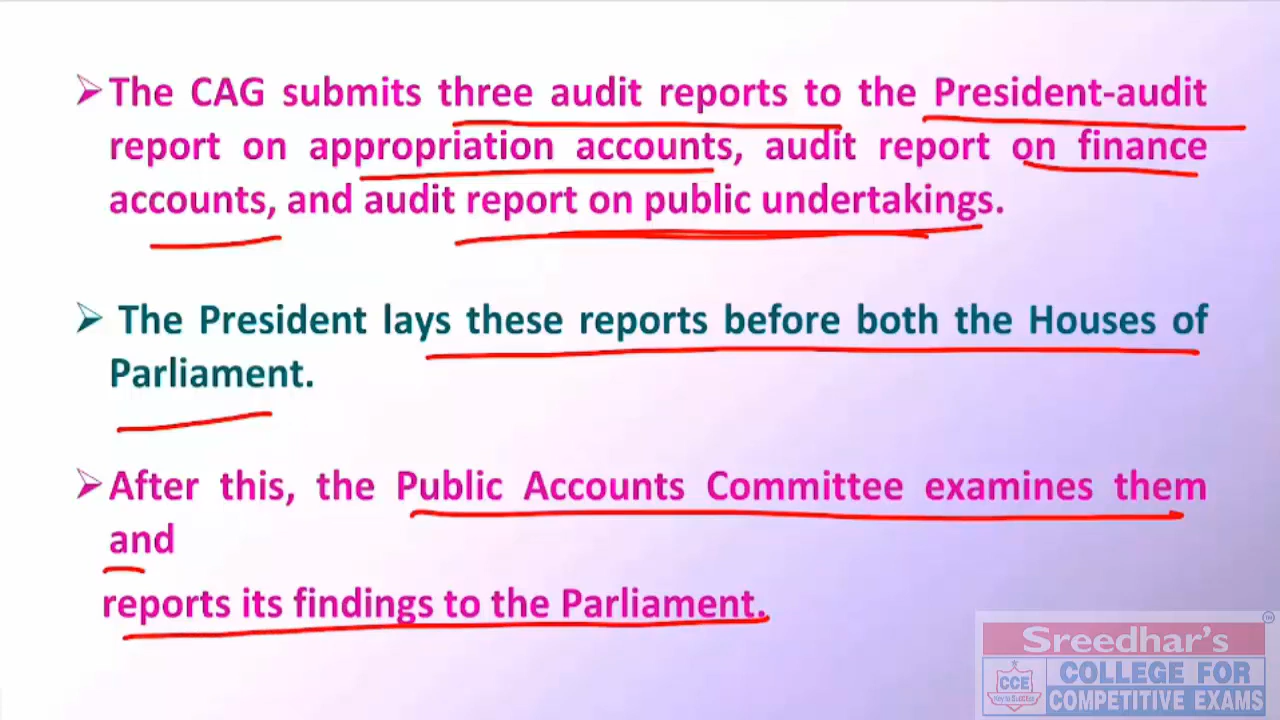 The CAG submits three audit reports to the President-audit
report on appropriation accounts, audit report on finance
accounts, and audit report on public undertakings.
The President lays these reports before both the Houses of
Parliament.
After this, the Public Accounts Committee examines them
and
reports its findings to the Parliament.
Sreedhar's
CCE
COLLEGE FOR
COMPETITIVE EXAMS